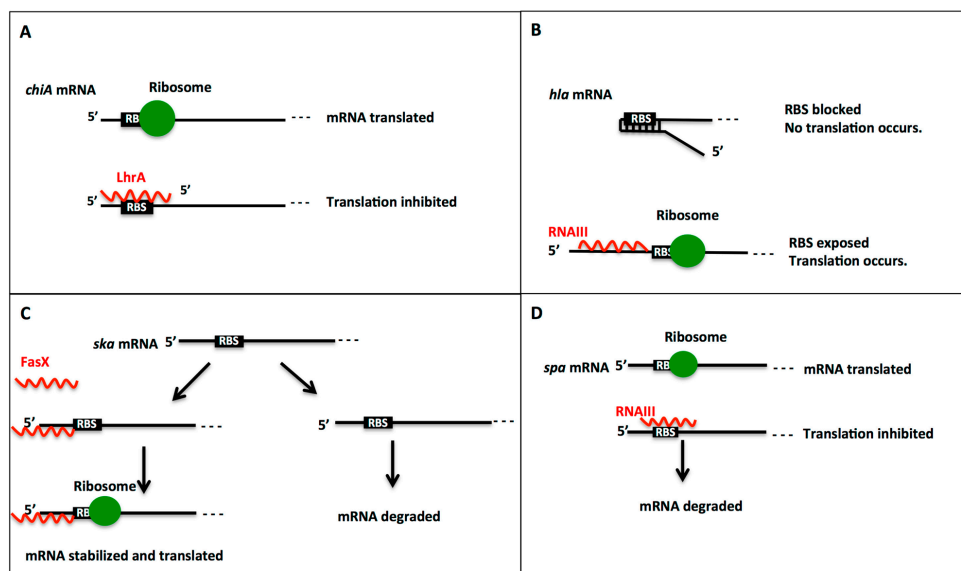 A
chiA mRNA
Ribosome
5’
RB
mRNA translated
LhrA
5’
5’
RBS
Translation inhibited
B
hla mRNA
RBS
RBS blocked
No translation occurs.
5’
RNAIII
Ribosome
5’
RBS
RBS exposed
Translation occurs.
C
ska mRNA
5’
RBS
FasX
5’
RBS
5’
RBS
Ribosome
5’
RB
mRNA degraded
mRNA stabilized and translated
D
Ribosome
spa mRNA
5’
RB
mRNA translated
RNAIII
5’
RBS
Translation inhibited
mRNA degraded